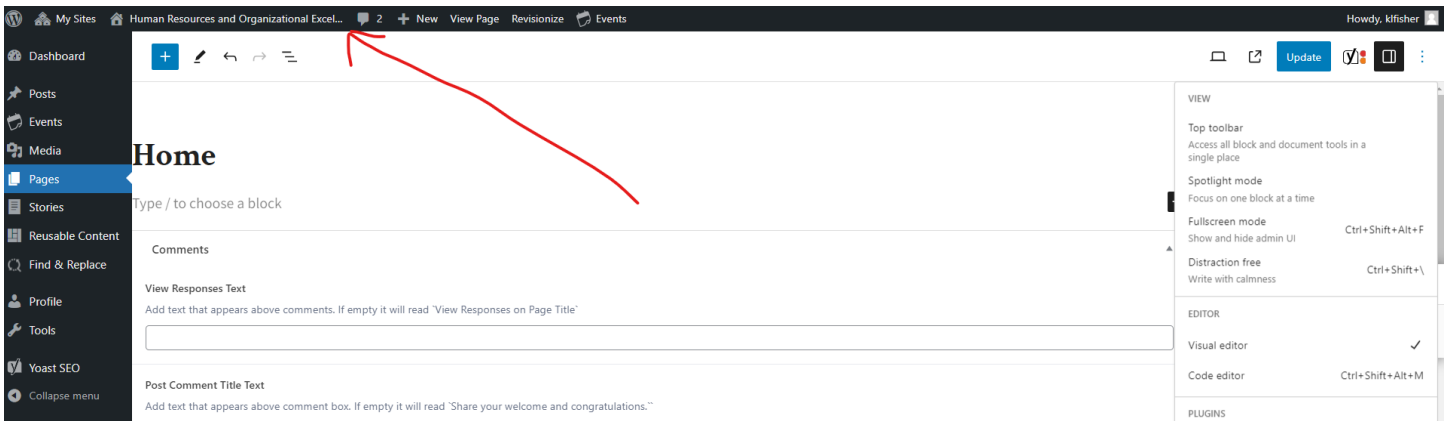 My Sites Human Resources and Organizational Excel... 2 New View Page Revisionize Events Howdy, klfisher
Dashboard
Posts
Events
Media
Pages
Stories
Reusable Content
Find & Replace
Profile
Tools
Yoast SEO
Collapse menu
Update
Home
Type / to choose a block
Comments
View Responses Text
Add text that appears above comments. If empty it will read `View Responses on Page Title`
Post Comment Title Text
Add text that appears above comment box. If empty it will read `Share your welcome and congratulations.``
VIEW
Top toolbar
Access all block and document tools in a
single place
Spotlight mode
Focus on one block at a time
Fullscreen mode Ctrl+Shift+Alt+F
Show and hide admin UI
Distraction free Ctrl+Shift+\
Write with calmness
EDITOR
Visual editor
Code editor Ctrl+Shift+Alt+M
PLUGINS